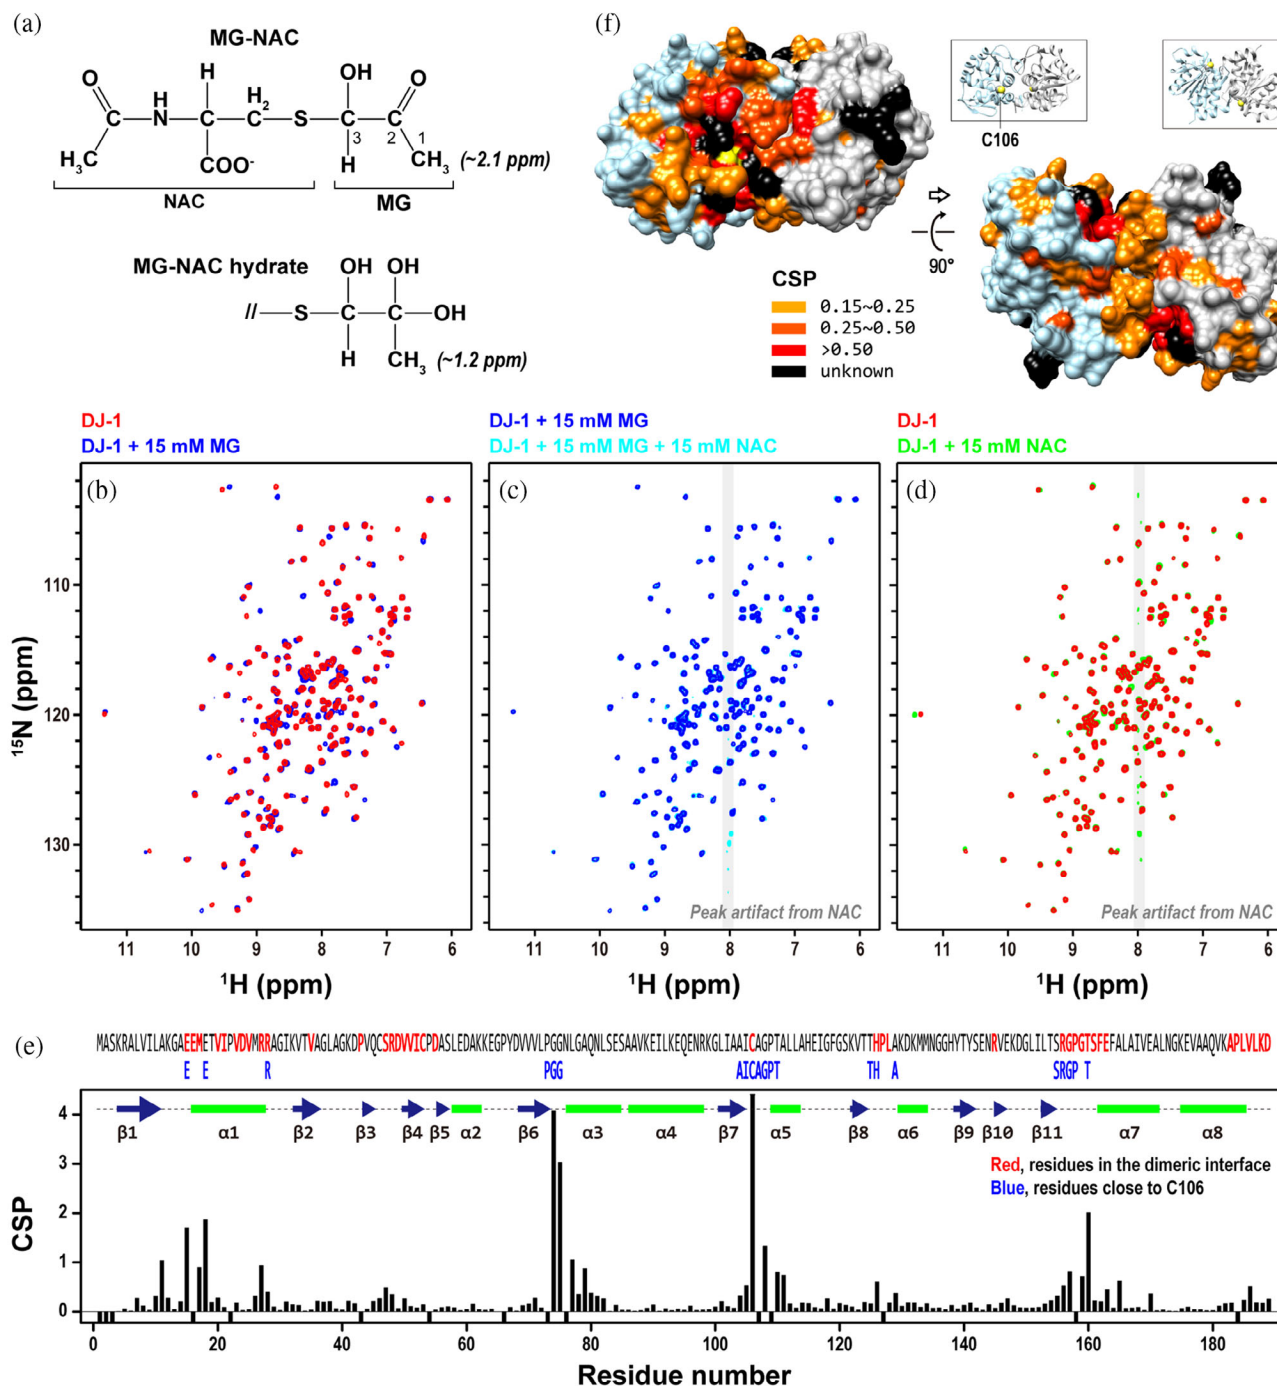 (a)
MG-NAC
O H OH O
H H₂
C N C C S C C
3 2 1
H₃C COO⁻ H CH₃ (~2.1 ppm)
NAC MG
MG-NAC hydrate
OH OH
// S C C OH
H CH₃ (~1.2 ppm)
(f)
C106
90°
CSP
0.15~0.25
0.25~0.50
>0.50
unknown
DJ-1
DJ-1 + 15 mM MG
DJ-1 + 15 mM MG
DJ-1 + 15 mM MG + 15 mM NAC
DJ-1
DJ-1 + 15 mM NAC
(b)
(c)
(d)
110
120
130
¹⁵N (ppm)
Peak artifact from NAC
Peak artifact from NAC
11 10 9 8 7 6
11 10 9 8 7 6
11 10 9 8 7 6
¹H (ppm)
¹H (ppm)
¹H (ppm)
(e)
MASKRALVILAKGAEEMETVIPVDVMRRAGIKVTVAGLAGKDPVQCSRDVVICPDASLEDAKKEGPYDVVVLPGGNLGAQNLSESAAVKEILKEQENRKGLIAAICAGPTALLAHEIGFGSKVTTHPLAKDKMMNGGHYTYSENRVEKDGLILTSRGPGTSFEFALAIVEALNGKEVAAQVKAPLVLKD
E E R PGG AICAGPT TH A SRGP T
β1 α1 β2 β3 β4 β5 α2 β6 α3 α4 β7 α5 β8 α6 β9 β10 β11 α7 α8
Red, residues in the dimeric interface
Blue, residues close to C106
CSP
4
3
2
1
0
0 20 40 60 80 100 120 140 160 180
Residue number